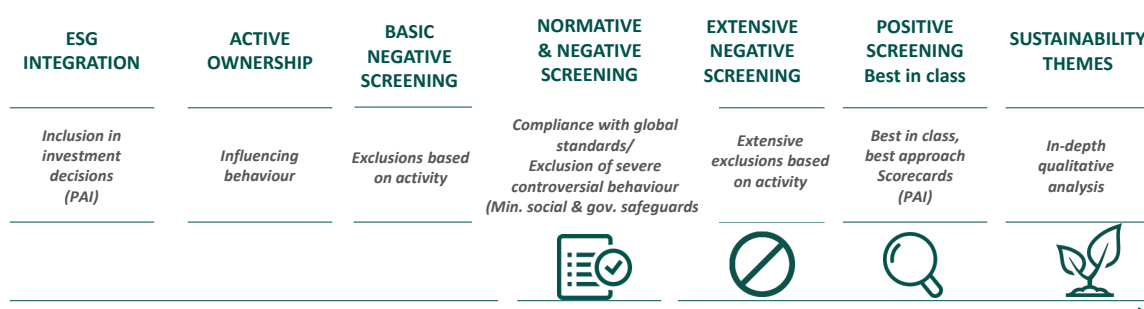 ESG
INTEGRATION
ACTIVE
OWNERSHIP
BASIC
NEGATIVE
SCREENING
NORMATIVE
& NEGATIVE
SCREENING
EXTENSIVE
NEGATIVE
SCREENING
POSITIVE
SCREENING
Best in class
SUSTAINABILITY
THEMES
Inclusion in
investment
decisions
(PAI)
Influencing
behaviour
Exclusions based
on activity
Compliance with global
standards/
Exclusion of severe
controversial behaviour
(Min. social & gov. safeguards
Extensive
exclusions based
on activity
Best in class,
best approach
Scorecards
(PAI)
In-depth
qualitative
analysis